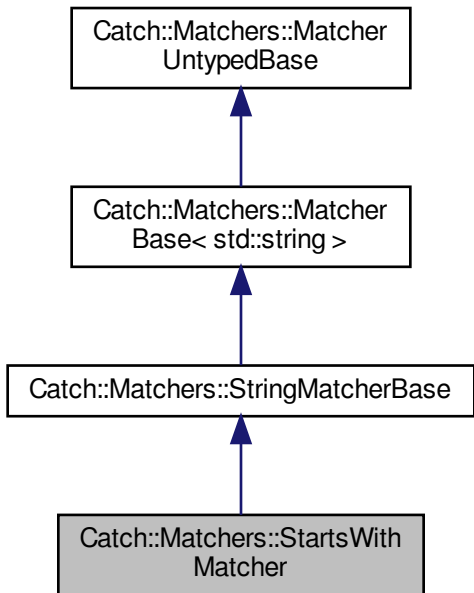 Catch::Matchers::Matcher
UntypedBase
Catch::Matchers::Matcher
Base< std::string >
Catch::Matchers::StringMatcherBase
Catch::Matchers::StartsWith
Matcher